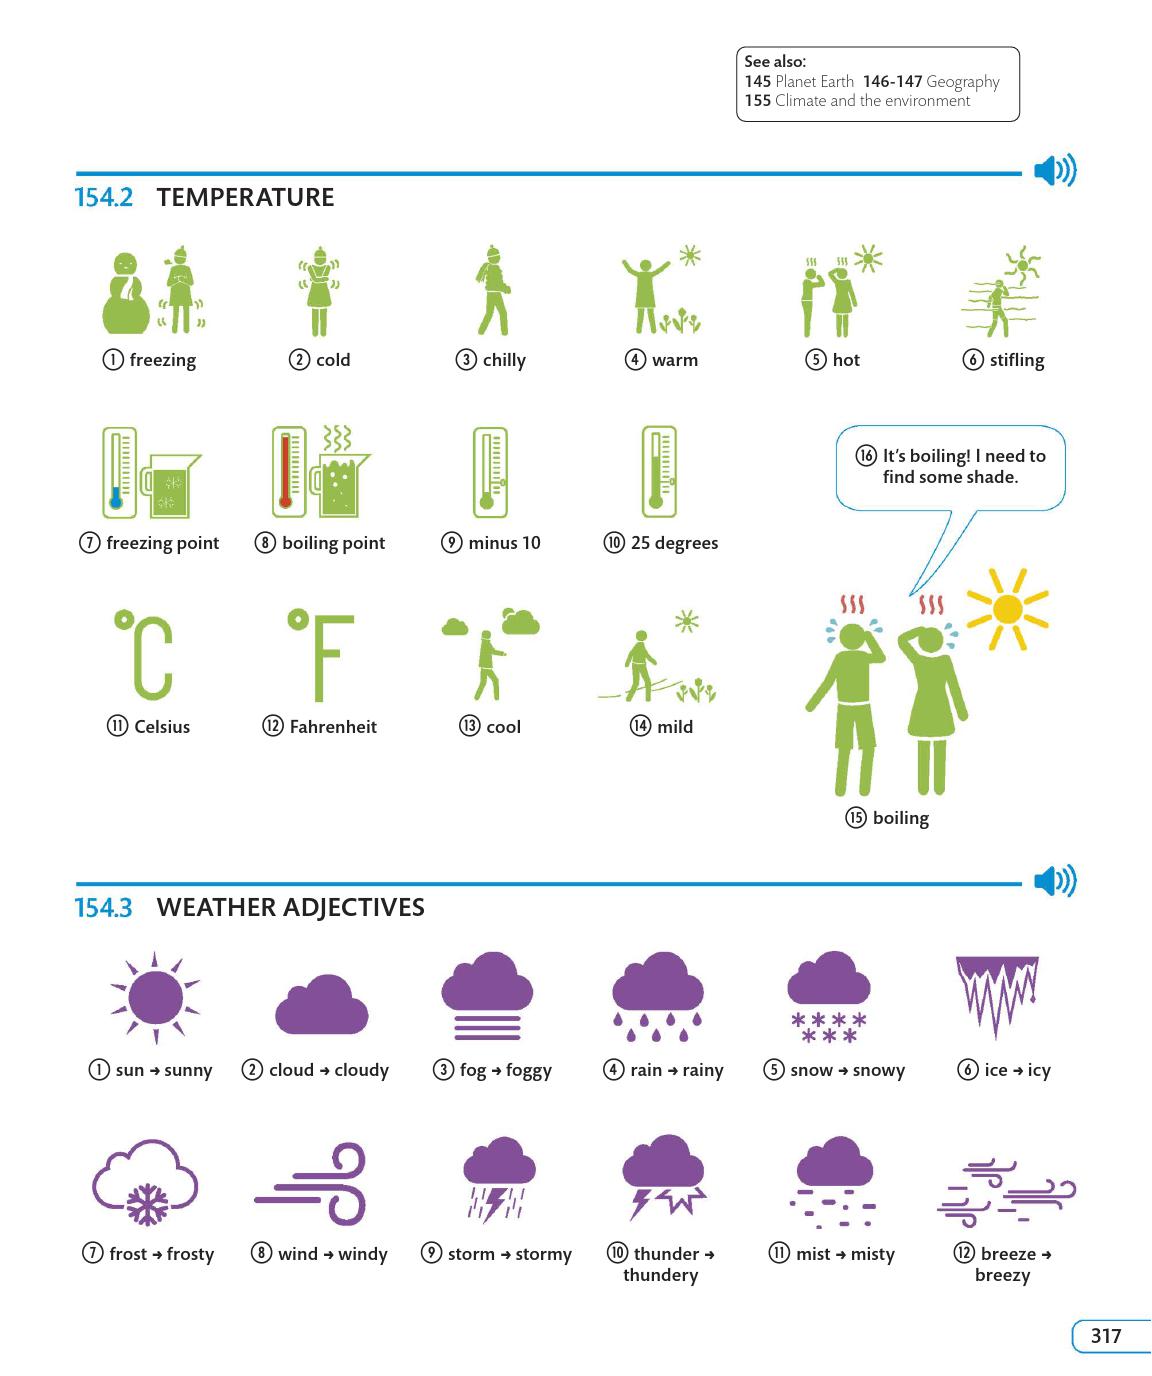 See also:
145 Planet Earth 146-147 Geography
155 Climate and the environment
154.2 TEMPERATURE
1 freezing
2 cold
3 chilly
4 warm
5 hot
6 stifling
7 freezing point
8 boiling point
9 minus 10
10 25 degrees
16 It's boiling! I need to
find some shade.
°C
°F
11 Celsius
12 Fahrenheit
13 cool
14 mild
15 boiling
154.3 WEATHER ADJECTIVES
1 sun → sunny
2 cloud → cloudy
3 fog → foggy
4 rain → rainy
5 snow → snowy
6 ice → icy
7 frost → frosty
8 wind → windy
9 storm → stormy
10 thunder →
thundery
11 mist → misty
12 breeze →
breezy
317